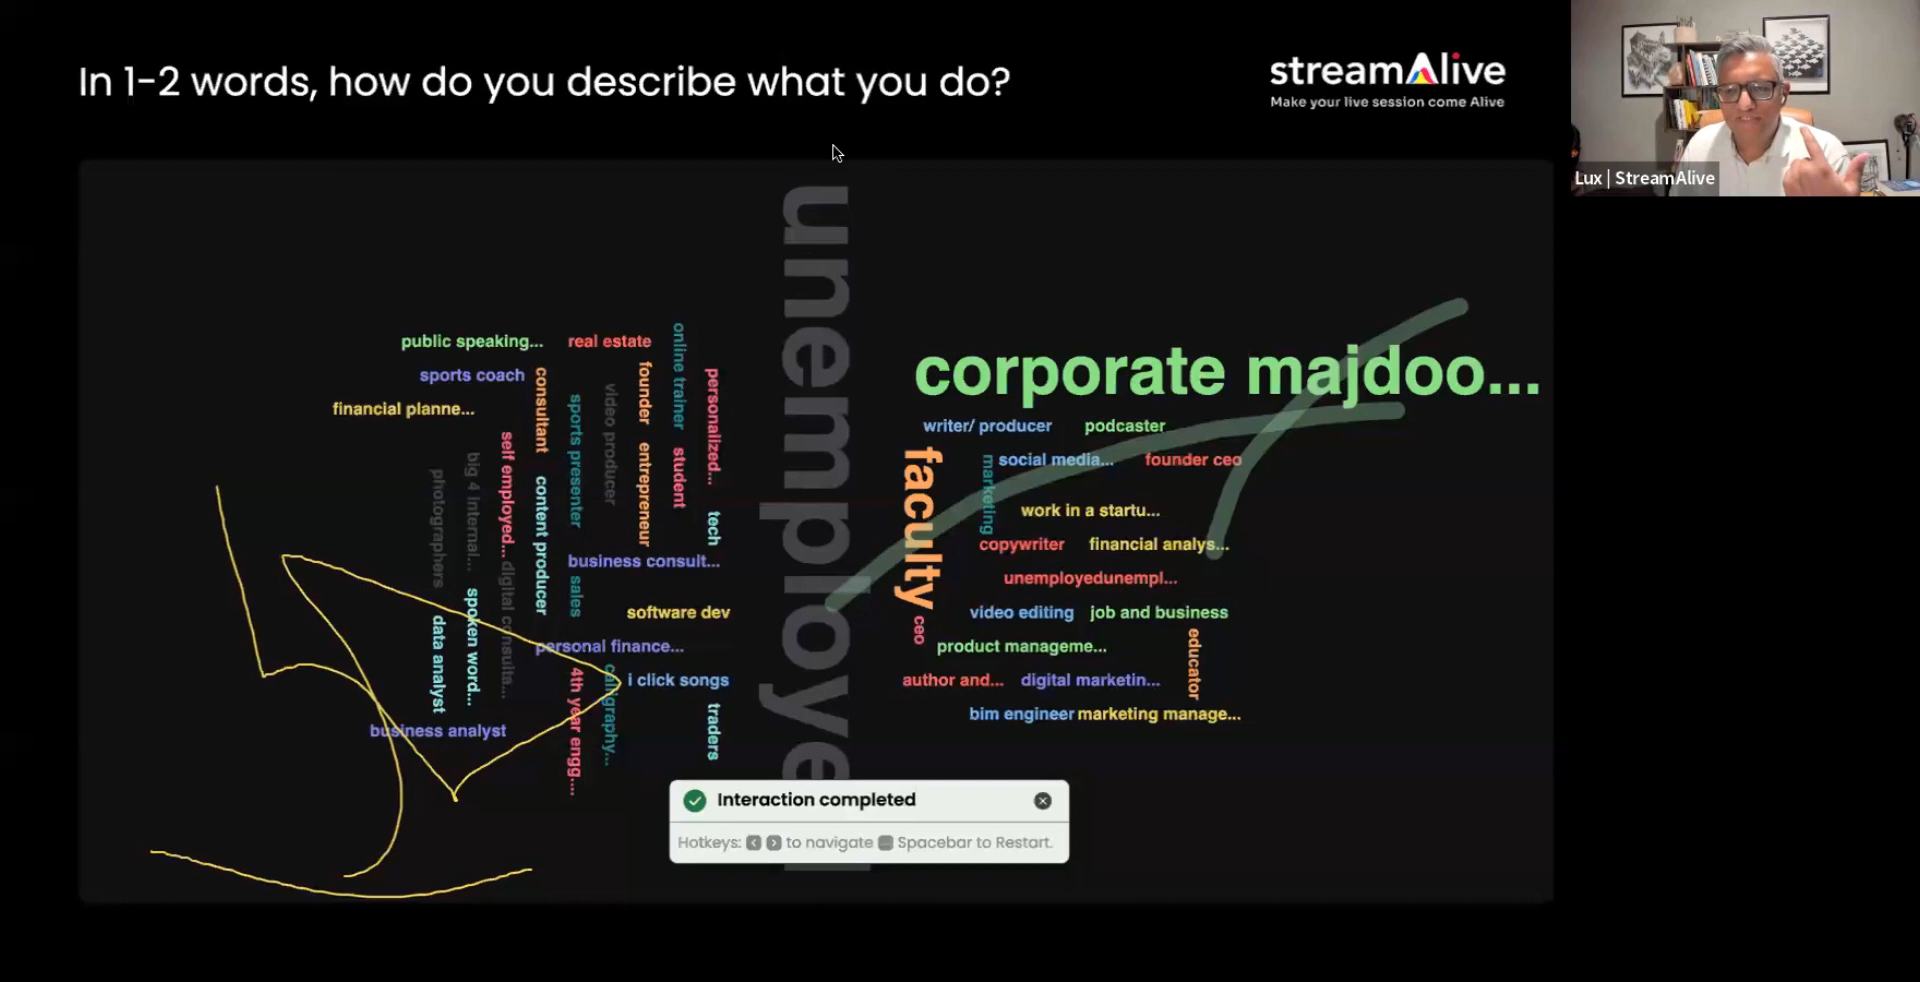 In 1-2 words, how do you describe what you do?
streamAlive
Make your live session come Alive
Lux | StreamAlive
public speaking...
real estate
sports coach
financial planne...
online trainer
founder
personalized...
consultant
sports presenter
video producer
self employed...
big 4 internal...
photographers
content producer
entrepreneur
student
tech
business consult...
sales
digital consulta...
spoken word...
data analyst
software dev
personal finance...
i click songs
4th year engg....
calligraphy...
traders
business analyst
unemploye
corporate majdoo...
writer/ producer
podcaster
faculty
marketing
social media...
founder ceo
work in a startu...
copywriter
financial analys...
unemployedunempl...
video editing
job and business
ceo
product manageme...
educator
author and...
digital marketin...
bim engineer
marketing manage...
Interaction completed
Hotkeys: to navigate Spacebar to Restart.